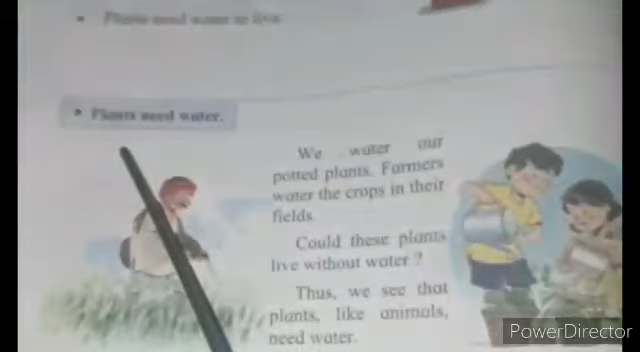 • Plants need water to live
• Plants need water.
We water our
potted plants. Farmers
water the crops in their
fields.
Could these plants
live without water ?
Thus, we see that
plants, like animals,
need water.
PowerDirector